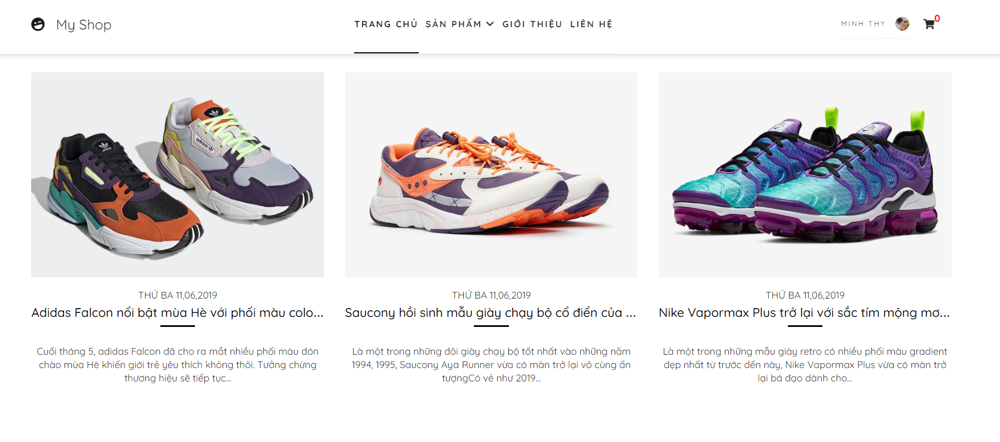 My Shop
TRANG CHỦ SẢN PHẨM GIỚI THIỆU LIÊN HỆ
MINH THY
0
adidas
adidas
THỨ BA 11,06,2019
Adidas Falcon nổi bật mùa Hè với phối màu colo...
Cuối tháng 5, adidas Falcon đã cho ra mắt nhiều phối màu đón
chào mùa Hè khiến giới trẻ yêu thích không thôi. Tưởng chừng
thương hiệu sẽ tiếp tục...
THỨ BA 11,06,2019
Saucony hồi sinh mẫu giày chạy bộ cổ điển của ...
Là một trong những đôi giày chạy bộ tốt nhất vào những năm
1994, 1995, Saucony Aya Runner vừa có màn trở lại vô cùng ấn
tượngCó vẻ như 2019...
THỨ BA 11,06,2019
Nike Vapormax Plus trở lại với sắc tím mộng mơ...
Là một trong những mẫu giày retro có nhiều phối màu gradient
đẹp nhất từ trước đến này, Nike Vapormax Plus vừa có màn trở
lại bá đạo dành cho...